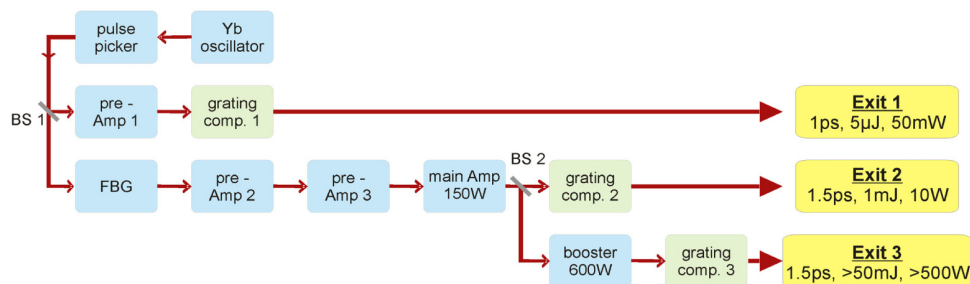 pulse
picker
Yb
oscillator
BS 1
pre -
Amp 1
grating
comp. 1
Exit 1
1ps, 5µJ, 50mW
FBG
pre -
Amp 2
pre -
Amp 3
main Amp
150W
BS 2
grating
comp. 2
Exit 2
1.5ps, 1mJ, 10W
booster
600W
grating
comp. 3
Exit 3
1.5ps, >50mJ, >500W